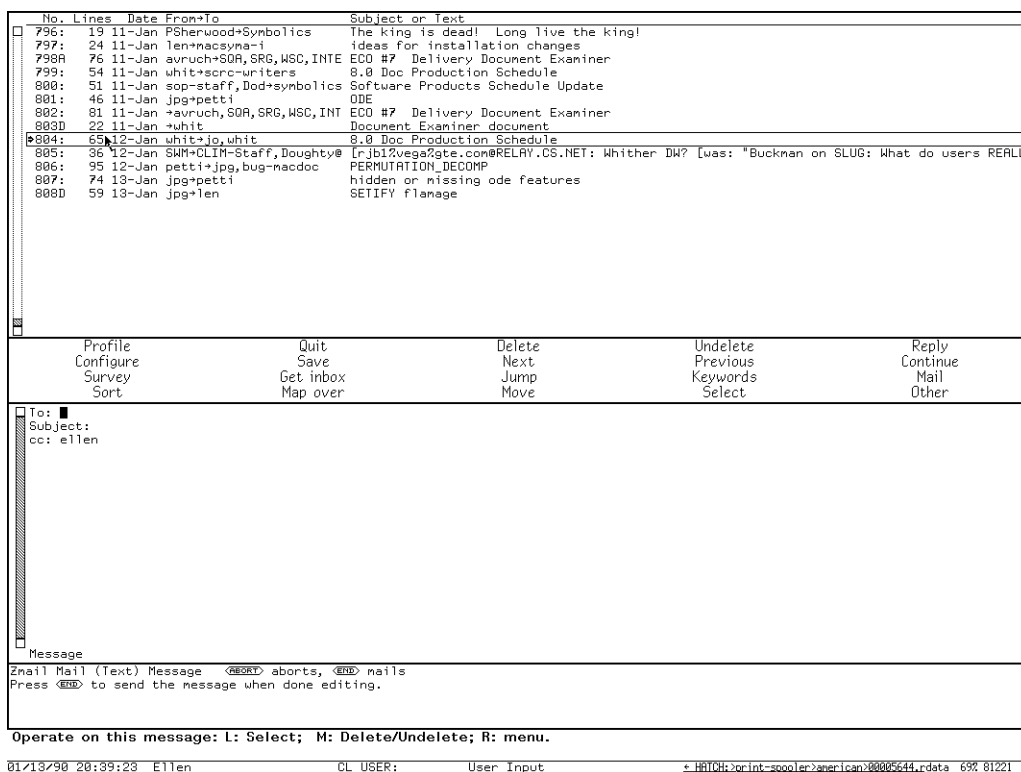 No. Lines Date From→To Subject or Text
796: 19 11-Jan PSherwood→Symbolics The king is dead! Long live the king!
797: 24 11-Jan len→macsyma-i ideas for installation changes
798A 76 11-Jan avruch→SQA,SRG,WSC,INTE ECO #7 Delivery Document Examiner
799: 54 11-Jan whit→scrc-writers 8.0 Doc Production Schedule
800: 51 11-Jan sop-staff,Dod→symbolics Software Products Schedule Update
801: 46 11-Jan jpg→petti ODE
802: 81 11-Jan →avruch,SQA,SRG,WSC,INT ECO #7 Delivery Document Examiner
803D 22 11-Jan →whit Document Examiner document
804: 65 12-Jan whit→jo,whit 8.0 Doc Production Schedule
805: 36 12-Jan SWM→CLIM-Staff,Doughty@ [rjb1%vega%gte.com@RELAY.CS.NET: Whither DW? [was: "Buckman on SLUG: What do users REALL
806: 95 12-Jan petti→jpg,bug-macdoc PERMUTATION_DECOMP
807: 74 13-Jan jpg→petti hidden or missing ode features
808D 59 13-Jan jpg→len SETIFY flamage
Profile Quit Delete Undelete Reply
Configure Save Next Previous Continue
Survey Get inbox Jump Keywords Mail
Sort Map over Move Select Other
To:
Subject:
cc: ellen
Message
Zmail Mail (Text) Message ABORT aborts, END mails
Press END to send the message when done editing.
Operate on this message: L: Select; M: Delete/Undelete; R: menu.
01/13/90 20:39:23 Ellen CL USER: User Input ← HATCH:>print-spooler>american>00005644.rdata 69% 81221